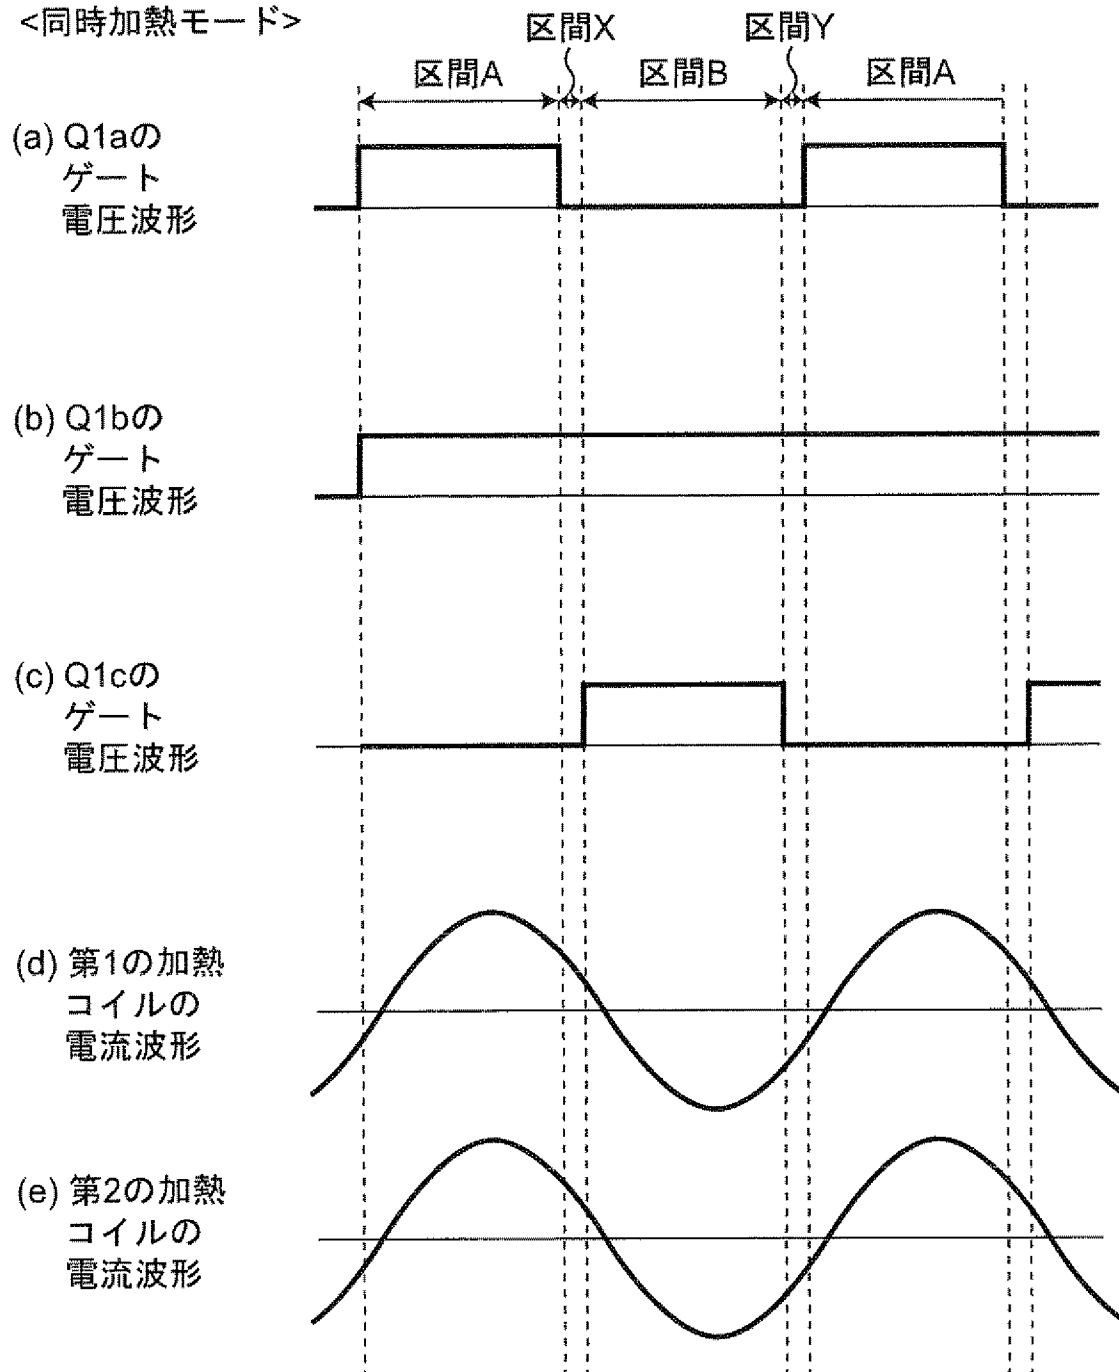 <同時加熱モード>
区間X
区間Y
区間A
区間B
区間A
(a) Q1aの
ゲート
電圧波形
(b) Q1bの
ゲート
電圧波形
(c) Q1cの
ゲート
電圧波形
(d) 第1の加熱
コイルの
電流波形
(e) 第2の加熱
コイルの
電流波形